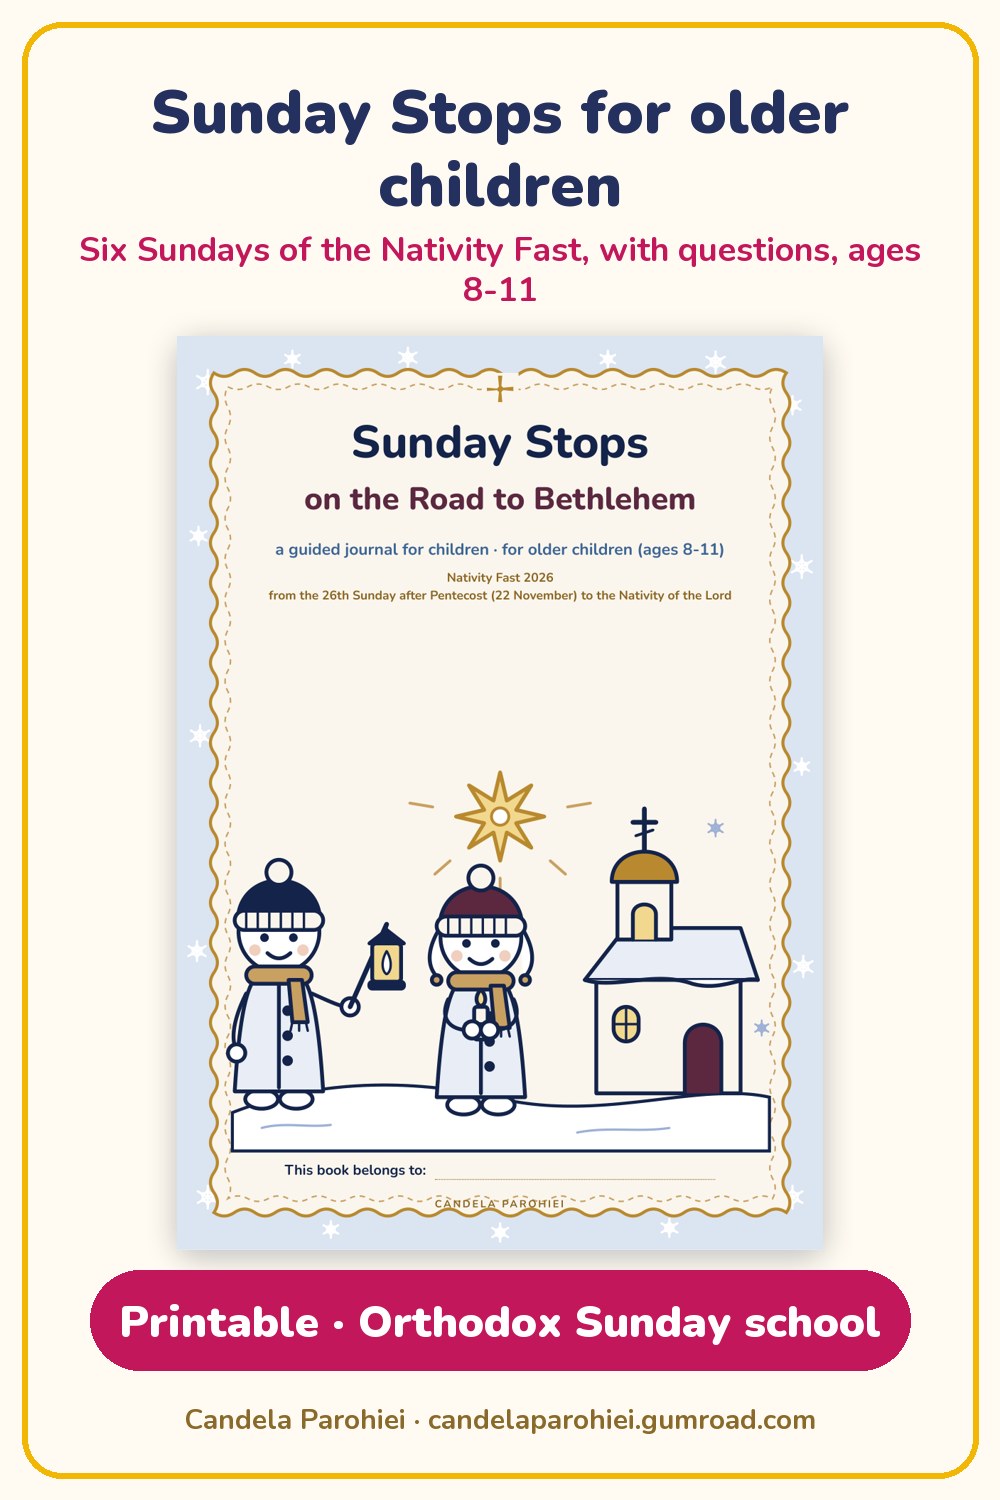 Sunday Stops for older
children
Six Sundays of the Nativity Fast, with questions, ages
8-11
Sunday Stops
on the Road to Bethlehem
a guided journal for children · for older children (ages 8-11)
Nativity Fast 2026
from the 26th Sunday after Pentecost (22 November) to the Nativity of the Lord
This book belongs to:
CANDELA PAROHIEI
Printable · Orthodox Sunday school
Candela Parohiei · candelaparohiei.gumroad.com